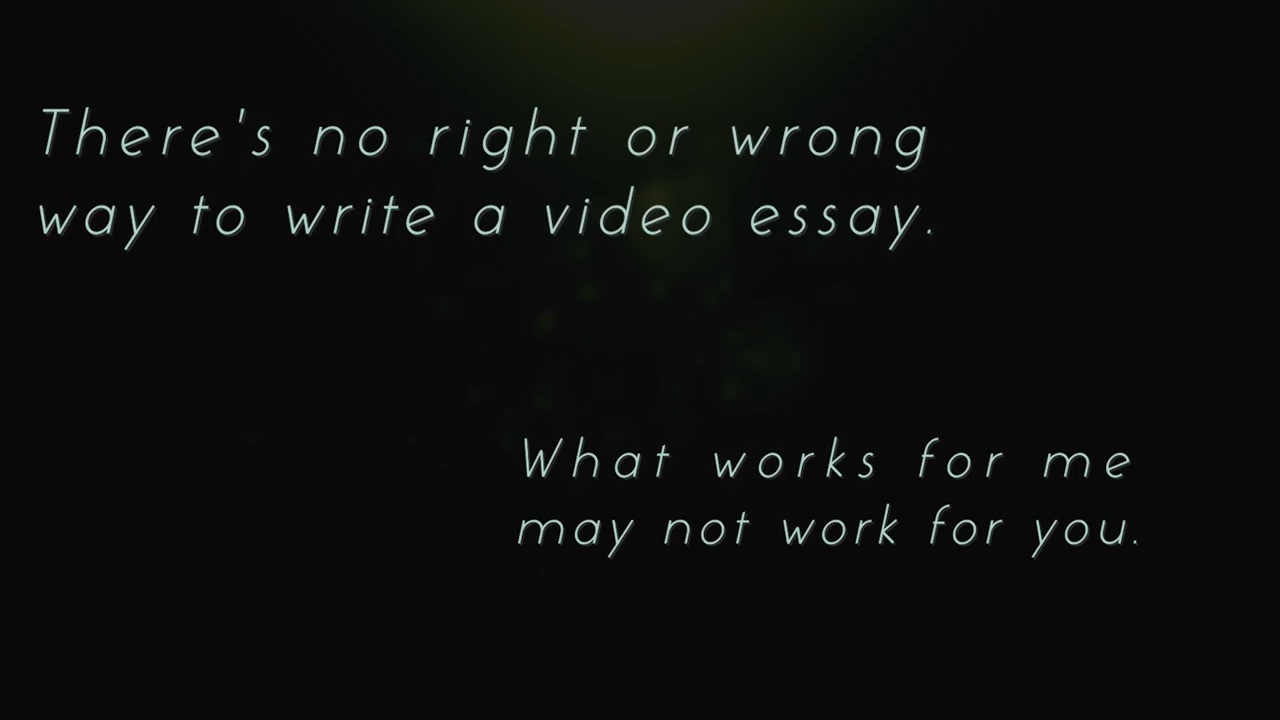 There's no right or wrong
way to write a video essay.
What works for me
may not work for you.